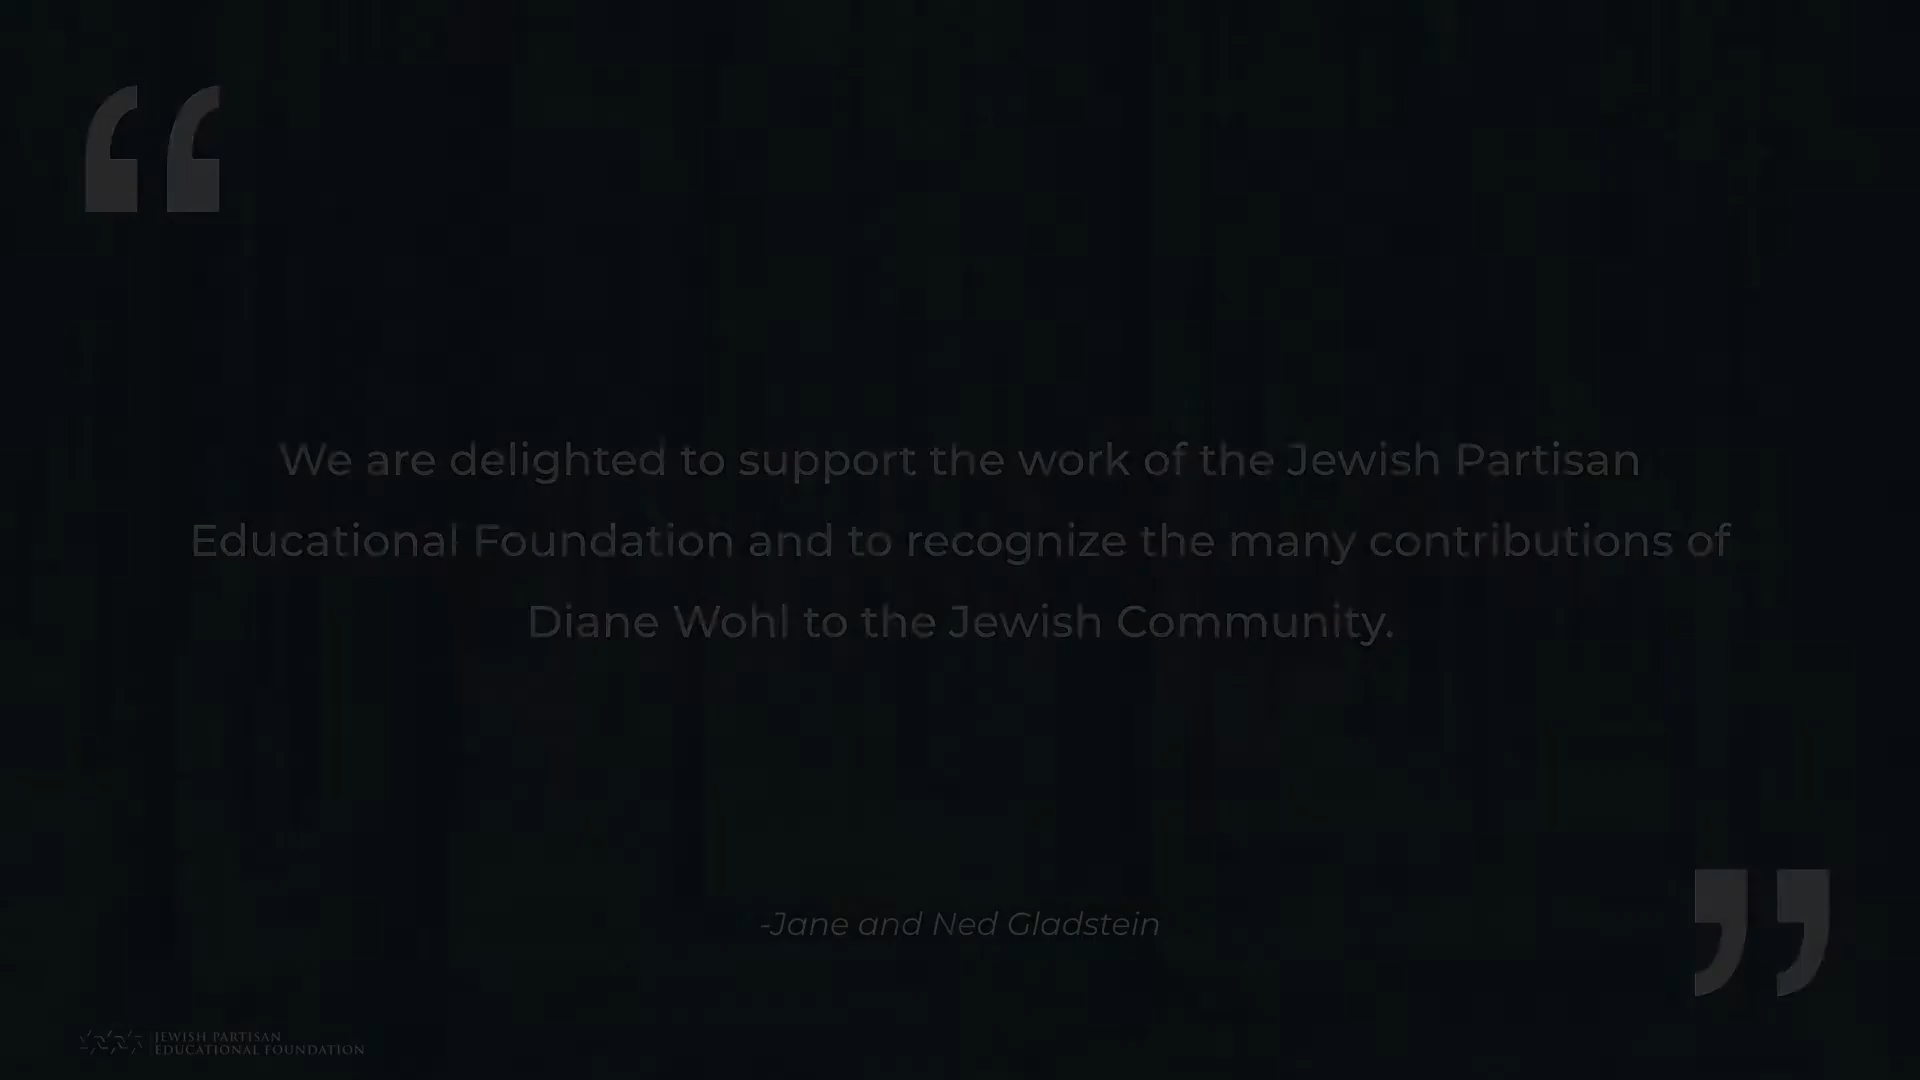 “
We are delighted to support the work of the Jewish Partisan
Educational Foundation and to recognize the many contributions of
Diane Wohl to the Jewish Community.
-Jane and Ned Gladstein
”
JEWISH PARTISAN
EDUCATIONAL FOUNDATION